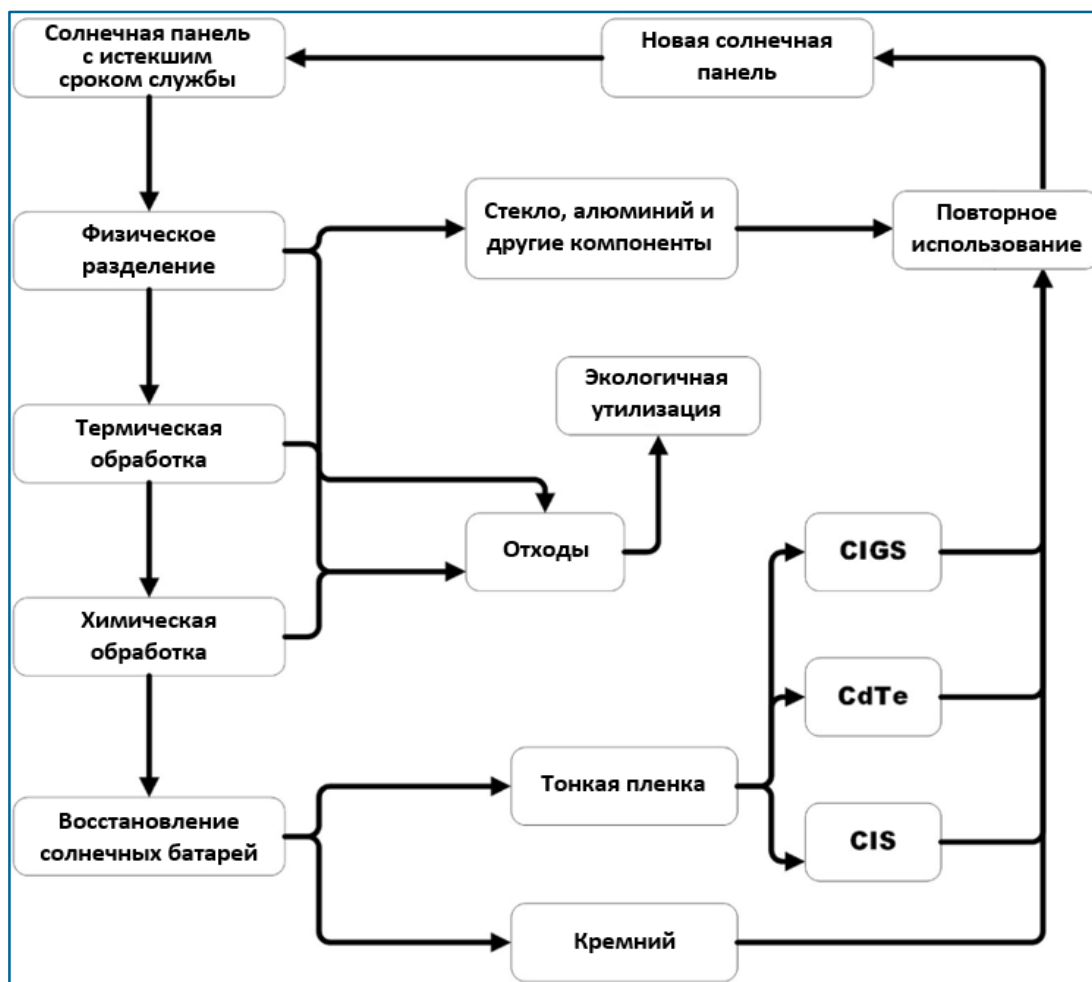 Солнечная панель
с истекшим
сроком службы
Новая солнечная
панель
Физическое
разделение
Стекло, алюминий и
другие компоненты
Повторное
использование
Экологичная
утилизация
Термическая
обработка
Отходы
CIGS
Химическая
обработка
CdTe
Тонкая пленка
Восстановление
солнечных батарей
CIS
Кремний